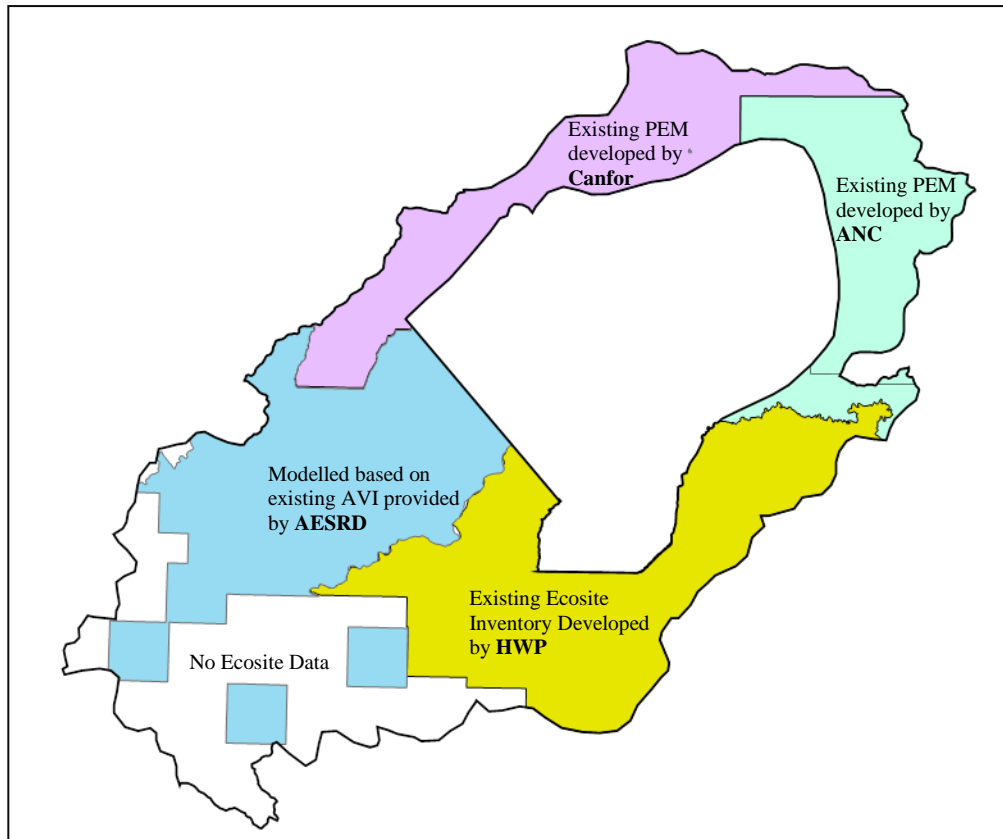 Existing PEM
developed by
Canfor
Existing PEM
developed by
ANC
Modelled based on
existing AVI provided
by AESRD
Existing Ecosite
Inventory Developed
by HWP
No Ecosite Data